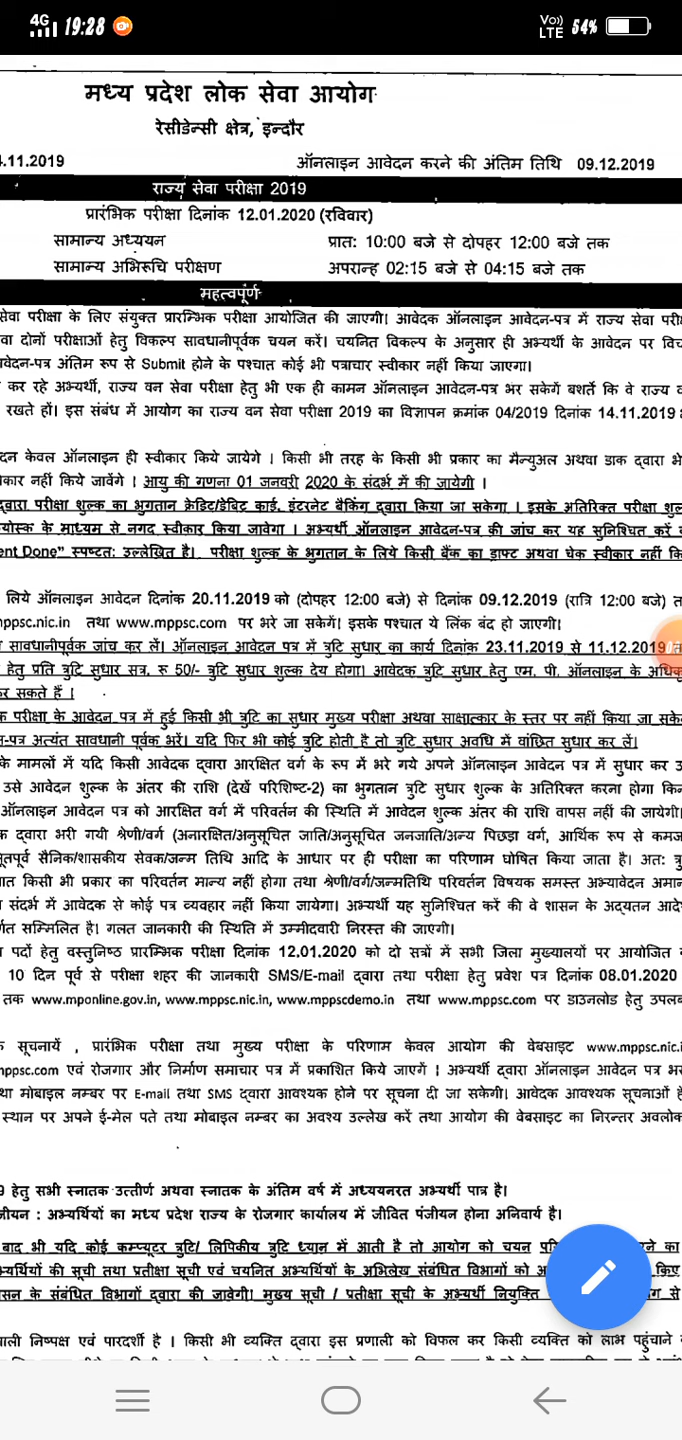 4G 19:28 Vo)) LTE 54%
मध्य प्रदेश लोक सेवा आयोग
रेसीडेन्सी क्षेत्र, इन्दौर
.11.2019 ऑनलाइन आवेदन करने की अंतिम तिथि 09.12.2019
राज्य सेवा परीक्षा 2019
प्रारंभिक परीक्षा दिनांक 12.01.2020 (रविवार)
सामान्य अध्ययन प्रात: 10:00 बजे से दोपहर 12:00 बजे तक
सामान्य अभिरूचि परीक्षण अपरान्ह 02:15 बजे से 04:15 बजे तक
महत्वपूर्ण
सेवा परीक्षा के लिए संयुक्त प्रारम्भिक परीक्षा आयोजित की जाएगी। आवेदक ऑनलाइन आवेदन-पत्र में राज्य सेवा
दोनों परीक्षाओं हेतु विकल्प सावधानीपूर्वक चयन करें। चयनित विकल्प के अनुसार ही अभ्यर्थी के आवेदन पर
अंतिम रूप से Submit होने के पश्चात कोई भी पत्राचार स्वीकार नहीं किया जाएगा।
कर रहे अभ्यर्थी, राज्य वन सेवा परीक्षा हेतु भी एक ही कामन ऑनलाइन आवेदन-पत्र भर सकेगें बशर्ते कि वे राज्य
रखते हों। इस संबंध में आयोग का राज्य वन सेवा परीक्षा 2019 का विज्ञापन क्रमांक 04/2019 दिनांक 14.11.2019
केवल ऑनलाइन ही स्वीकार किये जायेगे । किसी भी तरह के किसी भी प्रकार का मैन्युअल अथवा डाक द्वारा
नहीं किये जावेंगे । आयु की गणना 01 जनवरी 2020 के संदर्भ में की जायेगी ।
द्वारा परीक्षा शुल्क का भुगतान क्रेडिट/डेबिट कार्ड, इंटरनेट बैंकिंग द्वारा किया जा सकेगा । इसके अतिरिक्त परीक्षा
के माध्यम से नगद स्वीकार किया जावेगा । अभ्यर्थी ऑनलाइन आवेदन-पत्र की जांच कर यह सुनिश्चित करें
ent Done” स्पष्टत: उल्लेखित है। परीक्षा शुल्क के भुगतान के लिये किसी बैंक का ड्राफ्ट अथवा चेक स्वीकार नहीं
लिये ऑनलाइन आवेदन दिनांक 20.11.2019 को (दोपहर 12:00 बजे) से दिनांक 09.12.2019 (रात्रि 12:00 बजे)
mppsc.nic.in तथा www.mppsc.com पर भरे जा सकेगें। इसके पश्चात ये लिंक बंद हो जाएगी।
सावधानीपूर्वक जांच कर लें। ऑनलाइन आवेदन पत्र में त्रुटि सुधार का कार्य दिनांक 23.11.2019 से 11.12.2019
हेतु प्रति त्रुटि सुधार सत्र, रू 50/- त्रुटि सुधार शुल्क देय होगा। आवेदक त्रुटि सुधार हेतु एम. पी. ऑनलाइन के
सकते हैं ।
परीक्षा के आवेदन पत्र में हुई किसी भी त्रुटि का सुधार मुख्य परीक्षा अथवा साक्षात्कार के स्तर पर नहीं किया जा
-पत्र अत्यंत सावधानी पूर्वक भरें। यदि फिर भी कोई त्रुटि होती है तो त्रुटि सुधार अवधि में वांछित सुधार कर लें।
के मामलों में यदि किसी आवेदक द्वारा आरक्षित वर्ग के रूप में भरे गये अपने ऑनलाइन आवेदन पत्र में सुधार कर
उसे आवेदन शुल्क के अंतर की राशि (देखें परिशिष्ट-2) का भुगतान त्रुटि सुधार शुल्क के अतिरिक्त करना होगा
ऑनलाइन आवेदन पत्र को आरक्षित वर्ग में परिवर्तन की स्थिति में आवेदन शुल्क अंतर की राशि वापस नहीं की जायेगी।
द्वारा भरी गयी श्रेणी/वर्ग (अनारक्षित/अनुसूचित जाति/अनुसूचित जनजाति/अन्य पिछड़ा वर्ग, आर्थिक रूप से
सैनिक/शासकीय सेवक/जन्म तिथि आदि के आधार पर ही परीक्षा का परिणाम घोषित किया जाता है। अत:
किसी भी प्रकार का परिवर्तन मान्य नहीं होगा तथा श्रेणी/वर्ग/जन्मतिथि परिवर्तन विषयक समस्त अभ्यावेदन
संदर्भ में आवेदक से कोई पत्र व्यवहार नहीं किया जायेगा। अभ्यर्थी यह सुनिश्चित करें की वे शासन के अद्यतन
सम्मिलित है। गलत जानकारी की स्थिति में उम्मीदवारी निरस्त की जाएगी।
पदों हेतु वस्तुनिष्ठ प्रारम्भिक परीक्षा दिनांक 12.01.2020 को दो सत्रों में सभी जिला मुख्यालयों पर आयोजित
10 दिन पूर्व से परीक्षा शहर की जानकारी SMS/E-mail द्वारा तथा परीक्षा हेतु प्रवेश पत्र दिनांक 08.01.2020
तक www.mponline.gov.in, www.mppsc.nic.in, www.mppscdemo.in तथा www.mppsc.com पर डाउनलोड हेतु
सूचनायें , प्रारंभिक परीक्षा तथा मुख्य परीक्षा के परिणाम केवल आयोग की वेबसाइट www.mppsc.nic.i
mppsc.com एवं रोजगार और निर्माण समाचार पत्र में प्रकाशित किये जाएगें । अभ्यर्थी द्वारा ऑनलाइन आवेदन पत्र
मोबाइल नम्बर पर E-mail तथा SMS द्वारा आवश्यक होने पर सूचना दी जा सकेगी। आवेदक आवश्यक सूचनाओं
स्थान पर अपने ई-मेल पते तथा मोबाइल नम्बर का अवश्य उल्लेख करें तथा आयोग की वेबसाइट का निरन्तर
9 हेतु सभी स्नातक उत्तीर्ण अथवा स्नातक के अंतिम वर्ष में अध्ययनरत अभ्यर्थी पात्र है।
: अभ्यर्थियों का मध्य प्रदेश राज्य के रोजगार कार्यालय में जीवित पंजीयन होना अनिवार्य है।
बाद भी यदि कोई कम्प्यूटर त्रुटि/ लिपिकीय त्रुटि ध्यान में आती है तो आयोग को चयन का
की सूची तथा प्रतीक्षा सूची एवं चयनित अभ्यर्थियों के अभिलेख संबंधित विभागों को किए
के संबंधित विभागों द्वारा की जावेगी। मुख्य सूची / प्रतीक्षा सूची के अभ्यर्थी नियुक्ति से
निष्पक्ष एवं पारदर्शी है । किसी भी व्यक्ति द्वारा इस प्रणाली को विफल कर किसी व्यक्ति को लाभ पहुंचाने